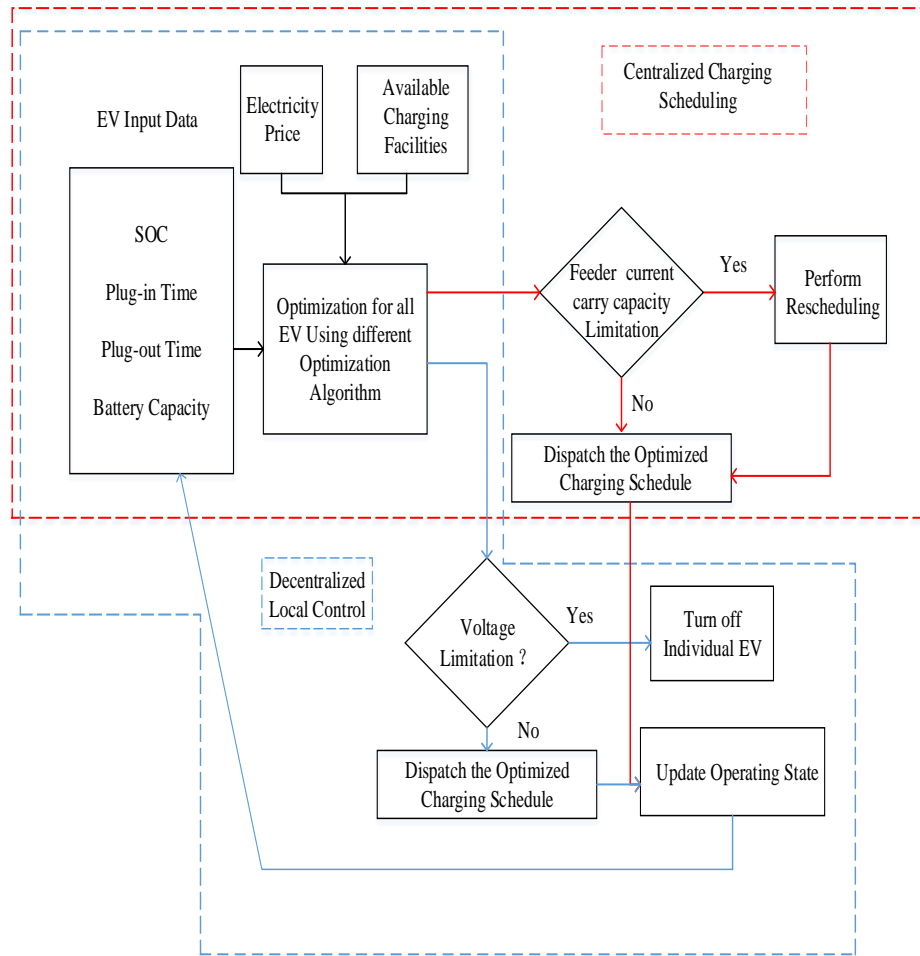 Centralized Charging
Scheduling
EV Input Data
Electricity
Price
Available
Charging
Facilities
SOC
Plug-in Time
Plug-out Time
Battery Capacity
Optimization for all
EV Using different
Optimization
Algorithm
Feeder current
carry capacity
Limitation
Yes
Perform
Rescheduling
No
Dispatch the Optimized
Charging Schedule
Decentralized
Local Control
Voltage
Limitation ？
Yes
Turn off
Individual EV
No
Dispatch the Optimized
Charging Schedule
Update Operating State